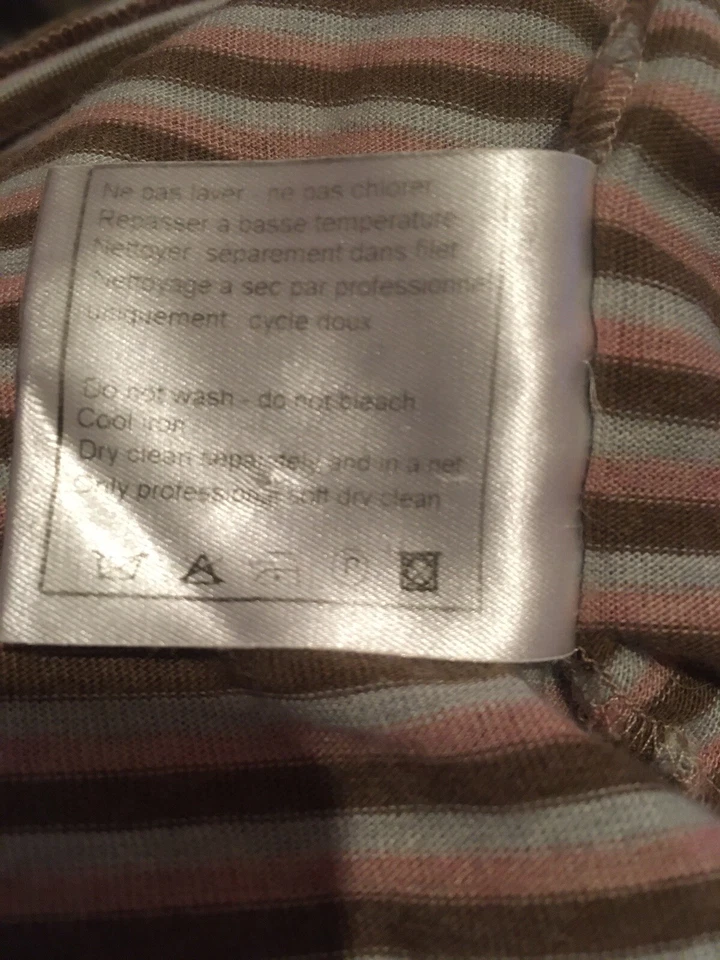 Ne pas laver - ne pas chlorer
Repasser a basse temperature
Nettoyer separement dans filet
Nettoyage a sec par professionnel
uniquement cycle doux
Do not wash - do not bleach
Cool iron
Dry clean separately and in a net
Only professional soft dry clean
P